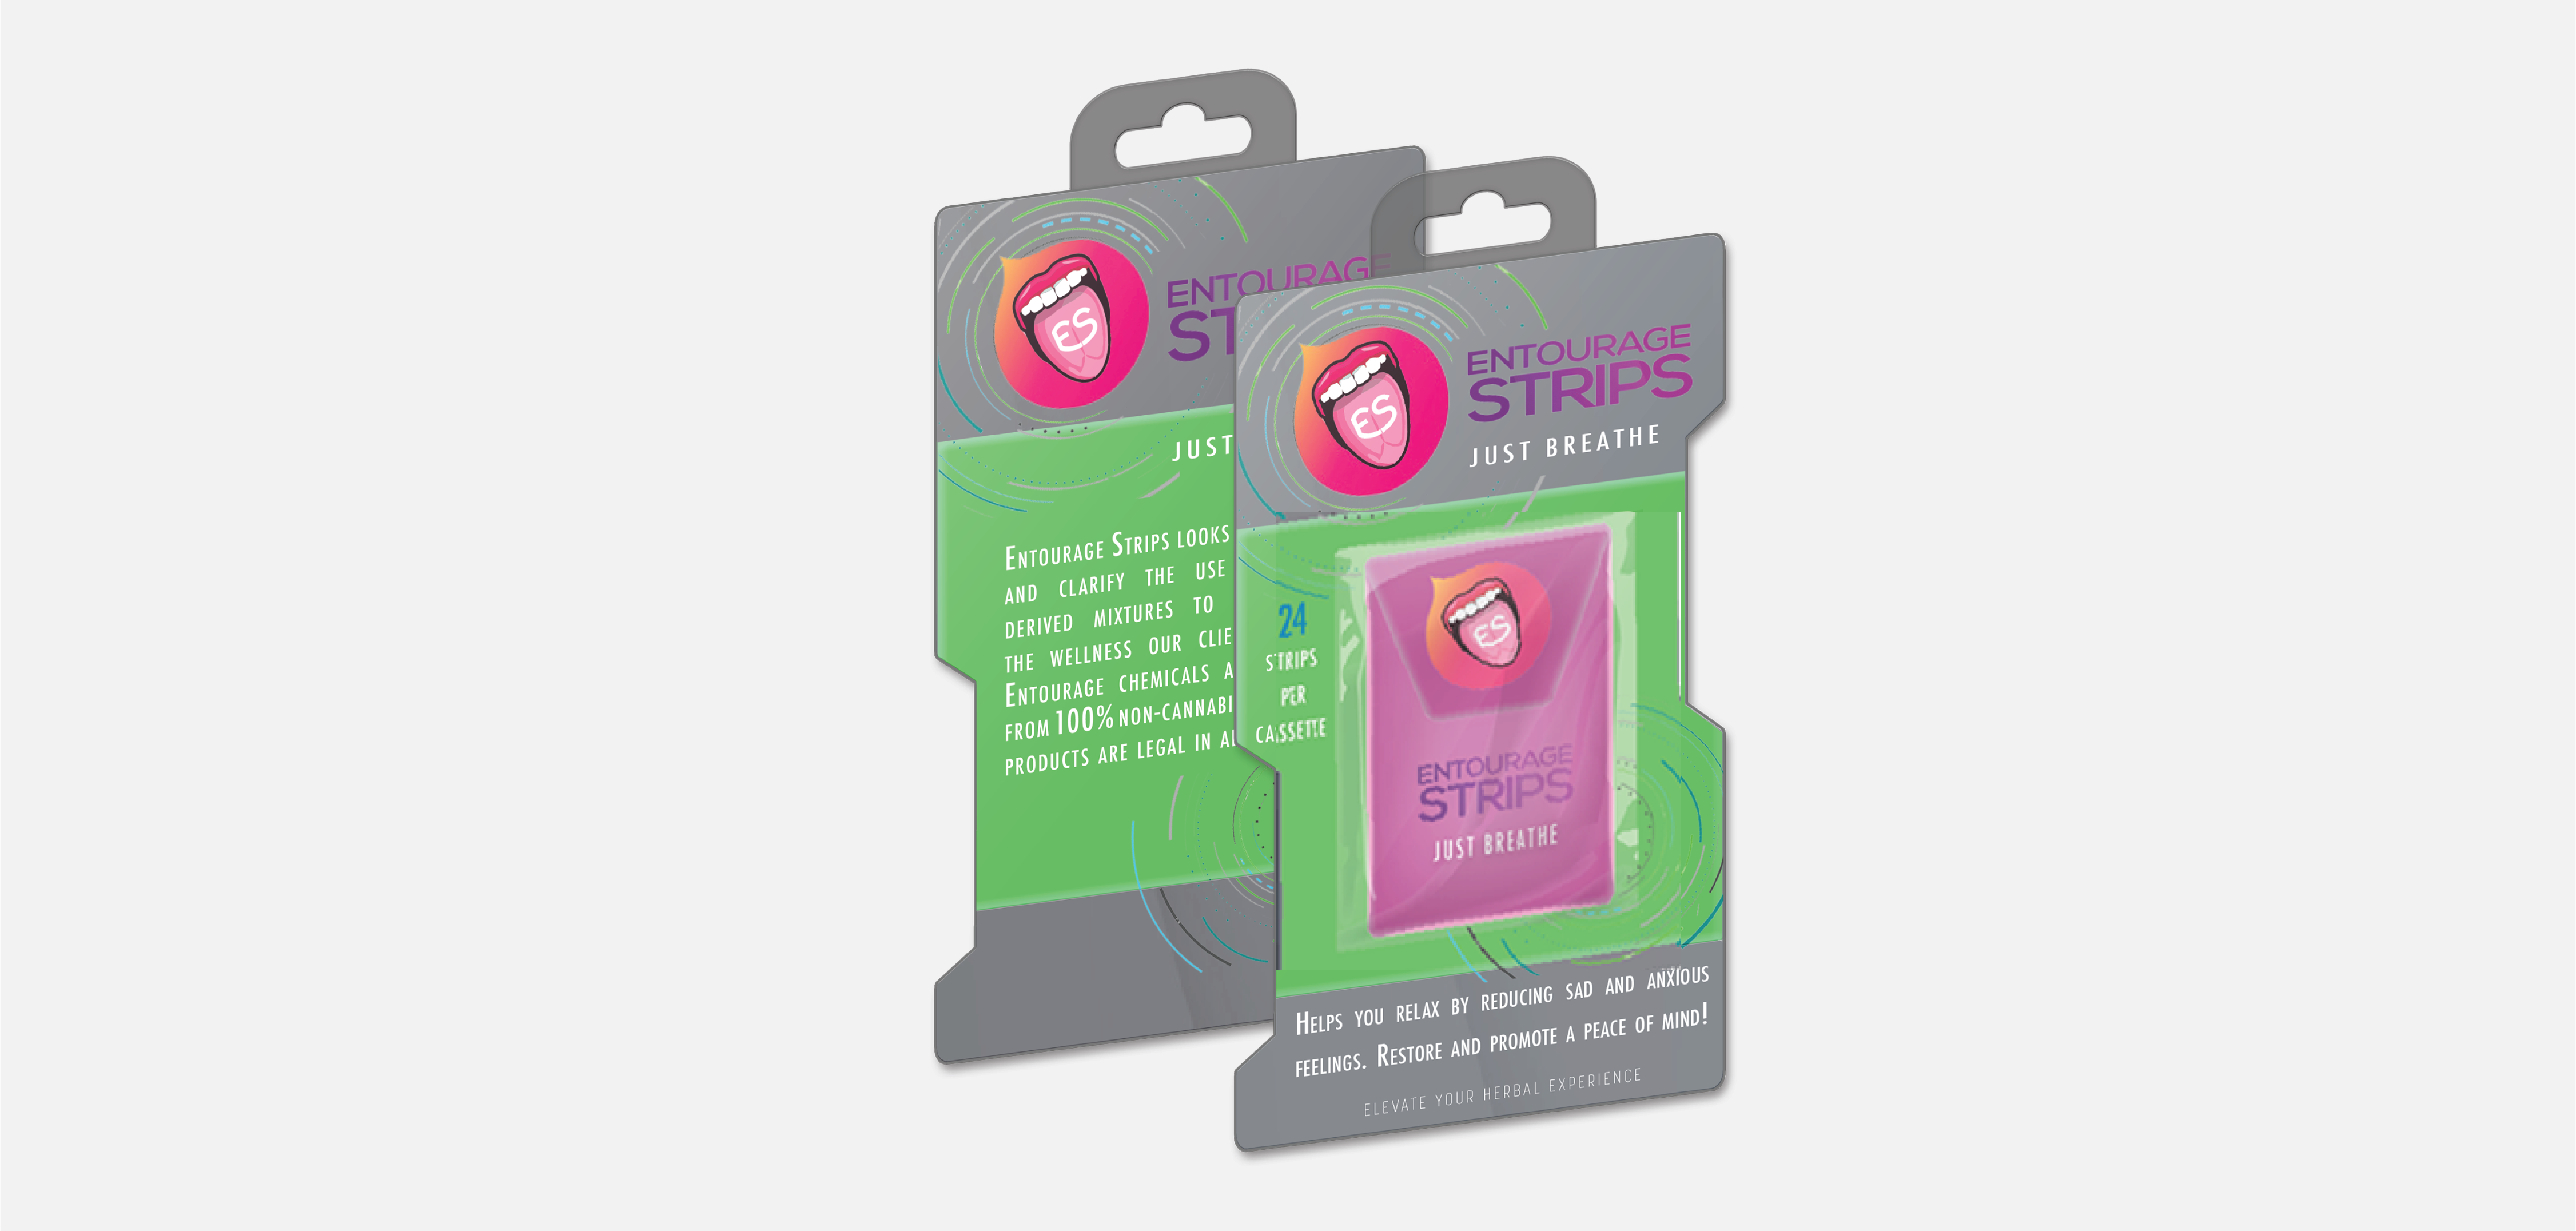 ES
ENTOURAGE
ST
JUST
ENTOURAGE STRIPS LOOKS
AND CLARIFY THE USE
DERIVED MIXTURES TO
THE WELLNESS OUR CLIE
ENTOURAGE CHEMICALS A
FROM 100% NON-CANNABI
PRODUCTS ARE LEGAL IN AL
ES
ENTOURAGE
STRIPS
JUST BREATHE
24
STRIPS
PER
CASSETTE
ES
ENTOURAGE
STRIPS
JUST BREATHE
HELPS YOU RELAX BY REDUCING SAD AND ANXIOUS
FEELINGS. RESTORE AND PROMOTE A PEACE OF MIND!
ELEVATE YOUR HERBAL EXPERIENCE